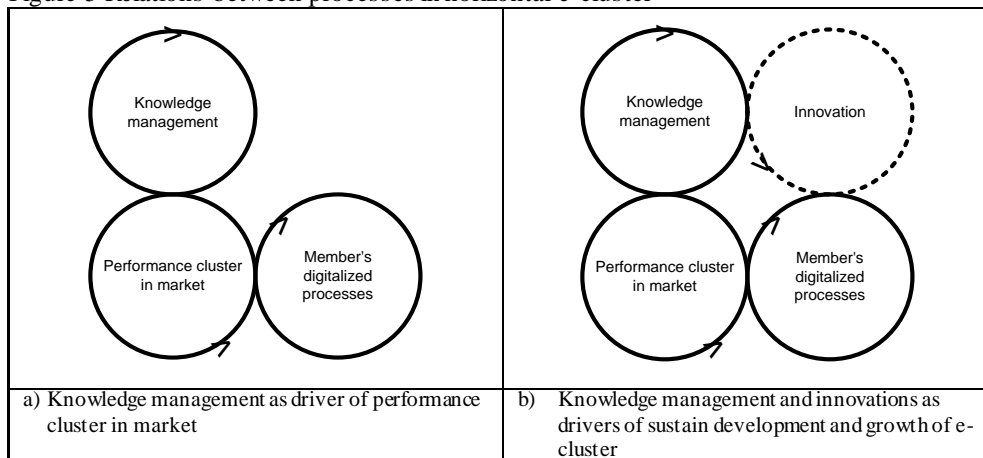 Figure 3 Relations between processes in horizontal e-cluster
Knowledge
management
Performance cluster
in market
Member's
digitalized
processes
a) Knowledge management as driver of performance
cluster in market
Knowledge
management
Innovation
Performance cluster
in market
Member's
digitalized
processes
b) Knowledge management and innovations as
drivers of sustain development and growth of e-
cluster